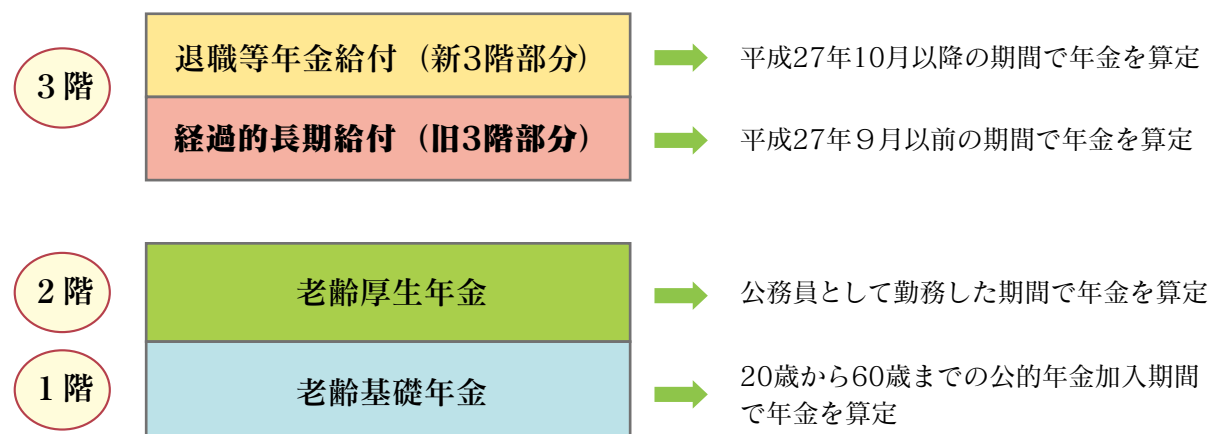 3階
退職等年金給付（新3階部分）
平成27年10月以降の期間で年金を算定
経過的長期給付（旧3階部分）
平成27年９月以前の期間で年金を算定
2階
老齢厚生年金
公務員として勤務した期間で年金を算定
1階
老齢基礎年金
20歳から60歳までの公的年金加入期間
で年金を算定